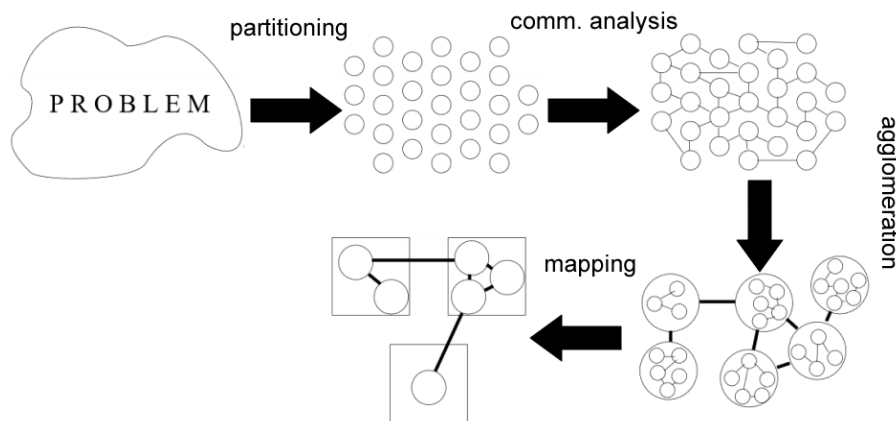 partitioning
comm. analysis
PROBLEM
agglomeration
mapping